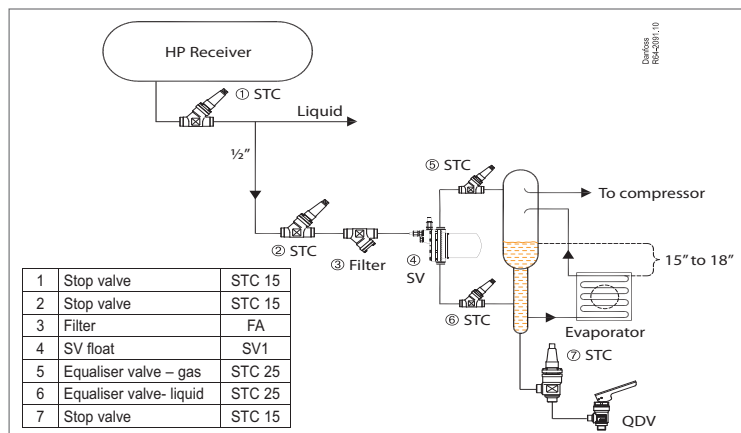 HP Receiver
Danfoss
R64-2091.10
① STC
Liquid
½"
⑤ STC
To compressor
② STC
③ Filter
④
SV
15" to 18"
⑥ STC
Evaporator
⑦ STC
QDV
1 Stop valve STC 15
2 Stop valve STC 15
3 Filter FA
4 SV float SV1
5 Equaliser valve – gas STC 25
6 Equaliser valve- liquid STC 25
7 Stop valve STC 15